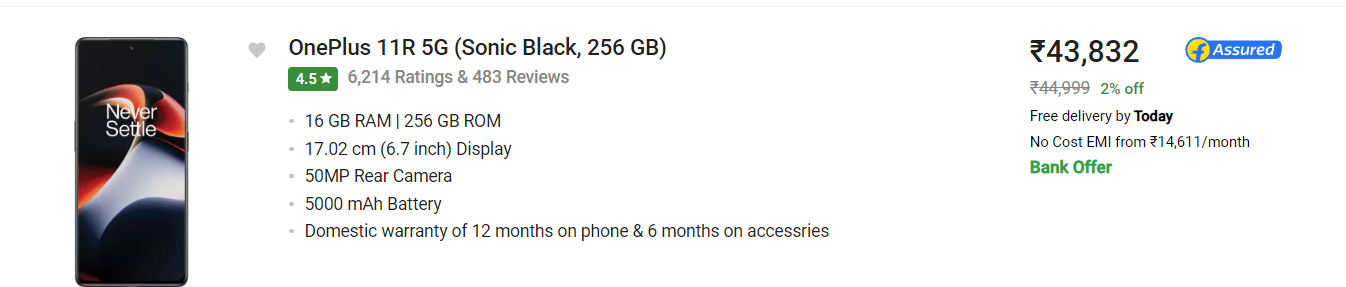 OnePlus 11R 5G (Sonic Black, 256 GB)
4.5★ 6,214 Ratings & 483 Reviews
16 GB RAM | 256 GB ROM
17.02 cm (6.7 inch) Display
50MP Rear Camera
5000 mAh Battery
Domestic warranty of 12 months on phone & 6 months on accessries
Never
Settle
₹43,832
Assured
₹44,999 2% off
Free delivery by Today
No Cost EMI from ₹14,611/month
Bank Offer